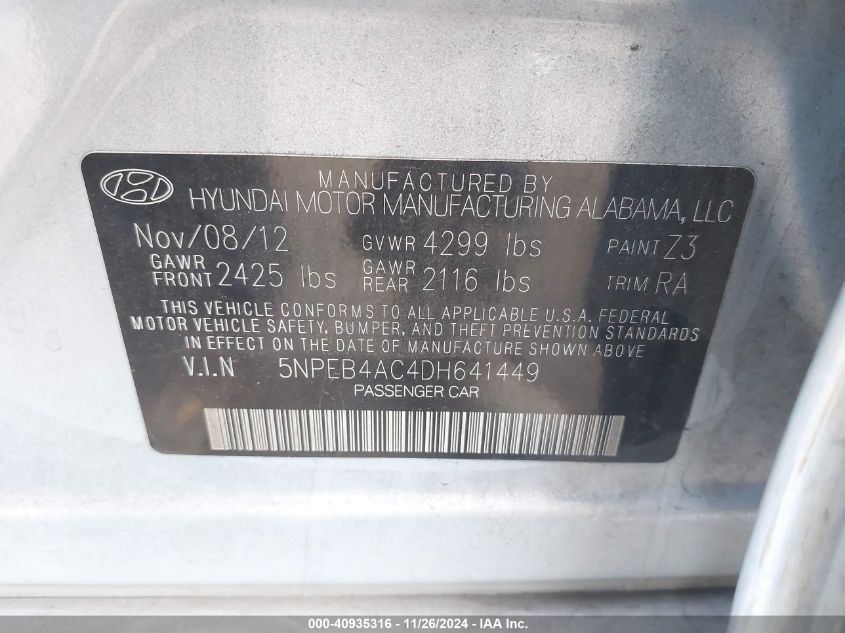 MANUFACTURED BY
HYUNDAI MOTOR MANUFACTURING ALABAMA, LLC
Nov/08/12 GVWR 4299 lbs PAINT Z3
GAWR FRONT 2425 lbs GAWR REAR 2116 lbs TRIM RA
THIS VEHICLE CONFORMS TO ALL APPLICABLE U.S.A. FEDERAL
MOTOR VEHICLE SAFETY, BUMPER, AND THEFT PREVENTION STANDARDS
IN EFFECT ON THE DATE OF MANUFACTURE SHOWN ABOVE
V.I.N 5NPEB4AC4DH641449
PASSENGER CAR
000-40935316 - 11/26/2024 - IAA Inc.